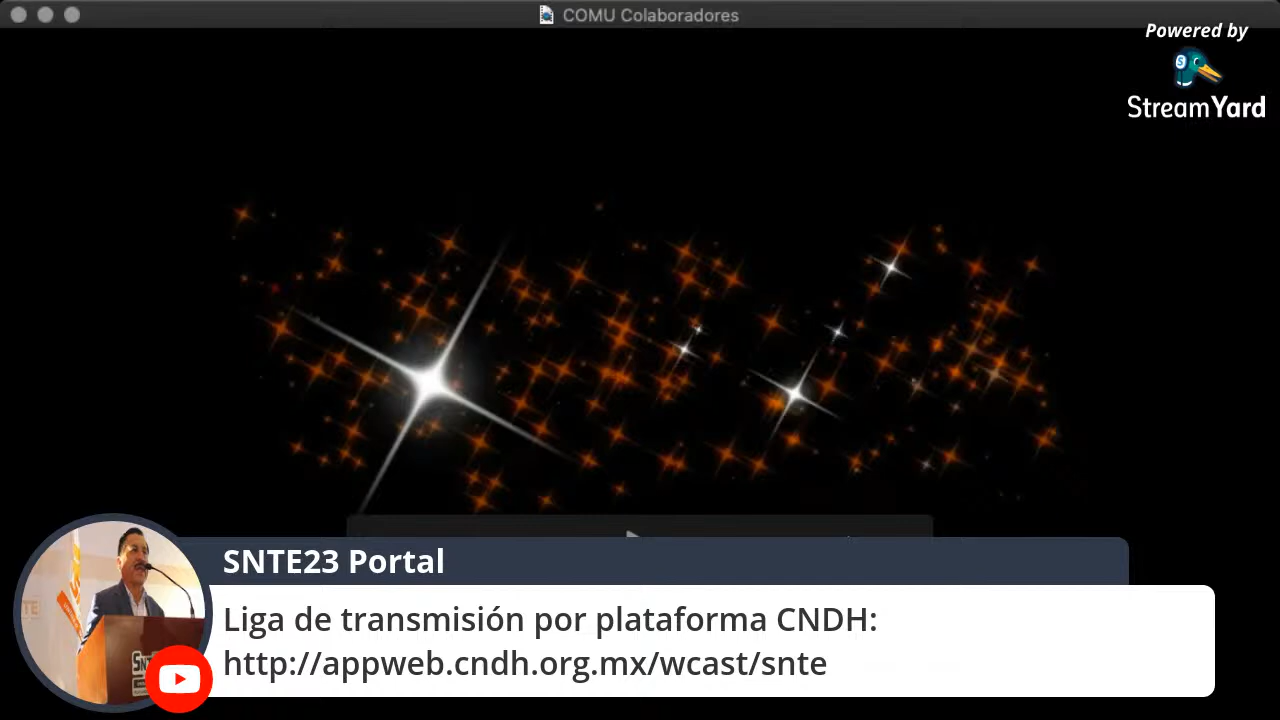 COMU Colaboradores
Powered by
StreamYard
SNTE23 Portal
Liga de transmisión por plataforma CNDH:
http://appweb.cndh.org.mx/wcast/snte